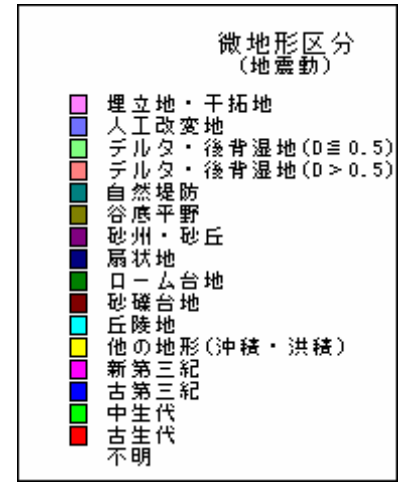 微地形区分
(地震動)
埋立地・干拓地
人工改変地
デルタ・後背湿地(D≦0.5)
デルタ・後背湿地(D>0.5)
自然堤防
谷底平野
砂州・砂丘
扇状地
ローム台地
砂礫台地
丘陵地
他の地形(沖積・洪積)
新第三紀
古第三紀
中生代
古生代
不明